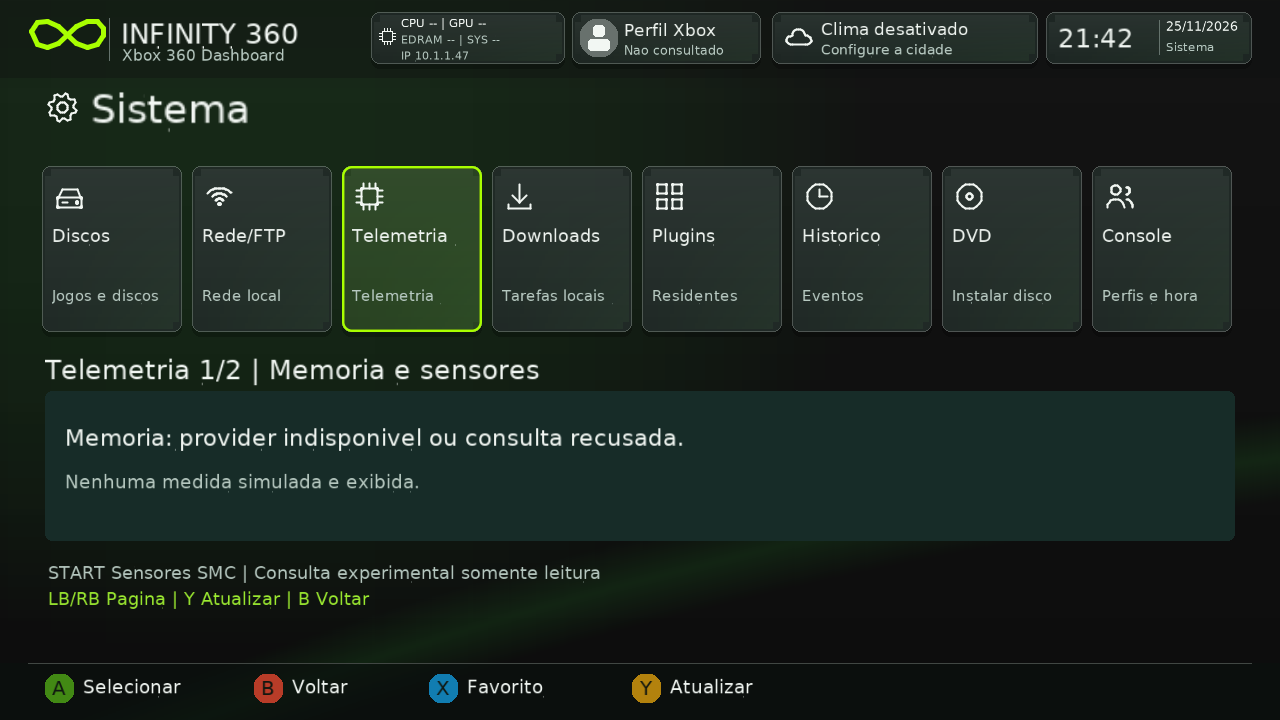 INFINITY 360
Xbox 360 Dashboard
CPU -- | GPU --
EDRAM -- | SYS --
IP 10.1.1.47
Perfil Xbox
Nao consultado
Clima desativado
Configure a cidade
21:42
25/11/2026
Sistema
Sistema
Discos
Jogos e discos
Rede/FTP
Rede local
Telemetria
Telemetria
Downloads
Tarefas locais
Plugins
Residentes
Historico
Eventos
DVD
Instalar disco
Console
Perfis e hora
Telemetria 1/2 | Memoria e sensores
Memoria: provider indisponivel ou consulta recusada.
Nenhuma medida simulada e exibida.
START Sensores SMC | Consulta experimental somente leitura
LB/RB Pagina | Y Atualizar | B Voltar
A Selecionar
B Voltar
X Favorito
Y Atualizar